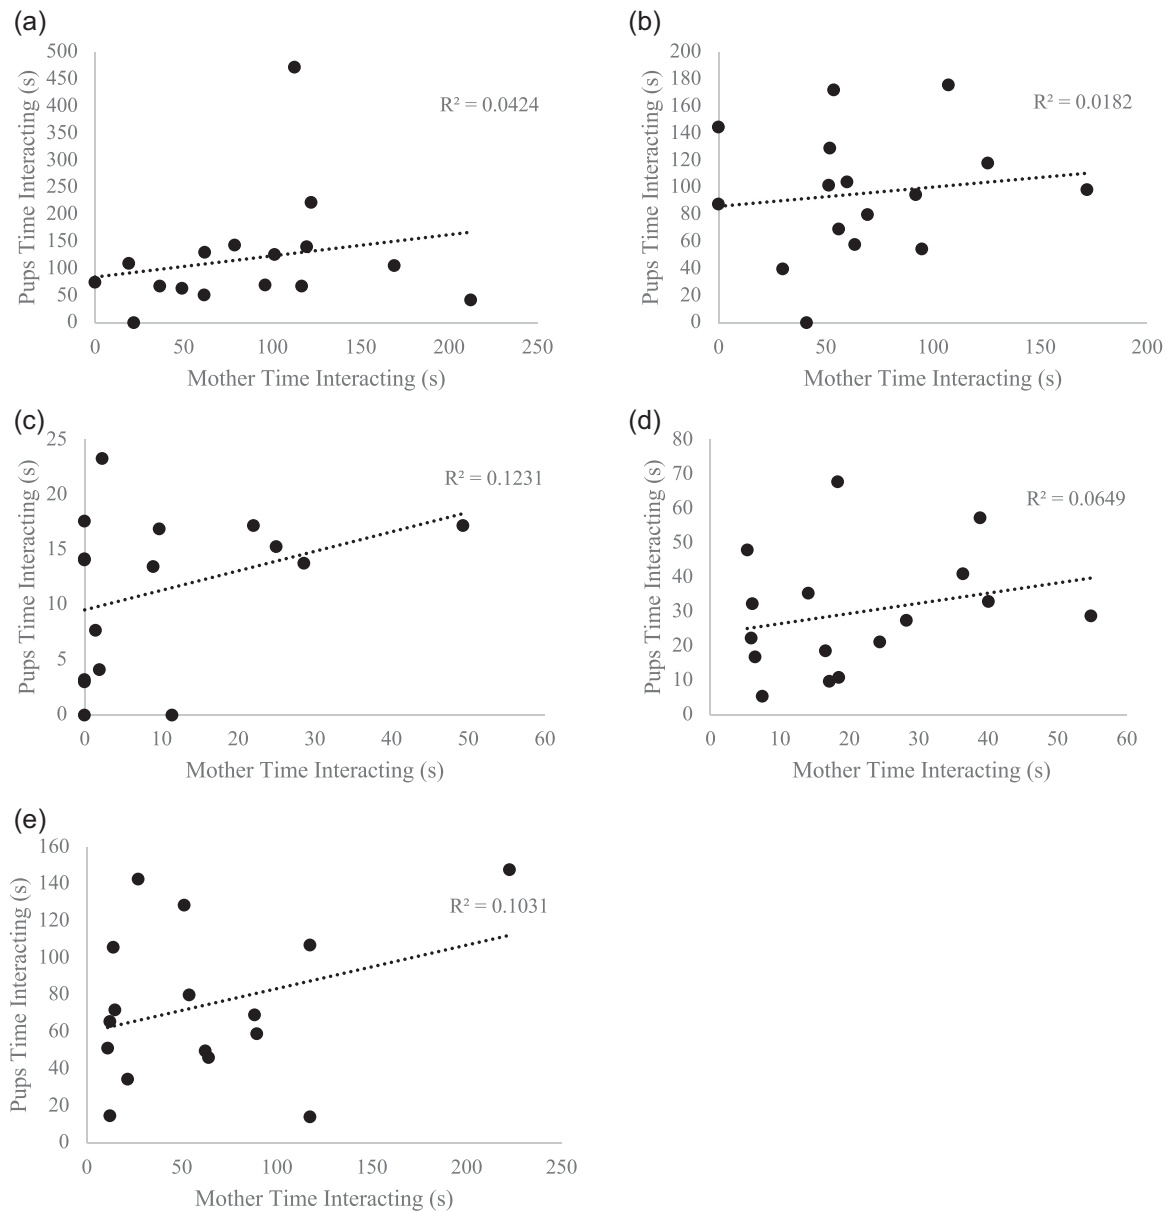 (a)
500
450
400
350
300
250
200
150
100
50
0
Pups Time Interacting (s)
R² = 0.0424
0 50 100 150 200 250
Mother Time Interacting (s)
(b)
200
180
160
140
120
100
80
60
40
20
0
Pups Time Interacting (s)
R² = 0.0182
0 50 100 150 200
Mother Time Interacting (s)
(c)
25
20
15
10
5
0
Pups Time Interacting (s)
R² = 0.1231
0 10 20 30 40 50 60
Mother Time Interacting (s)
(d)
80
70
60
50
40
30
20
10
0
Pups Time Interacting (s)
R² = 0.0649
0 10 20 30 40 50 60
Mother Time Interacting (s)
(e)
160
140
120
100
80
60
40
20
0
Pups Time Interacting (s)
R² = 0.1031
0 50 100 150 200 250
Mother Time Interacting (s)